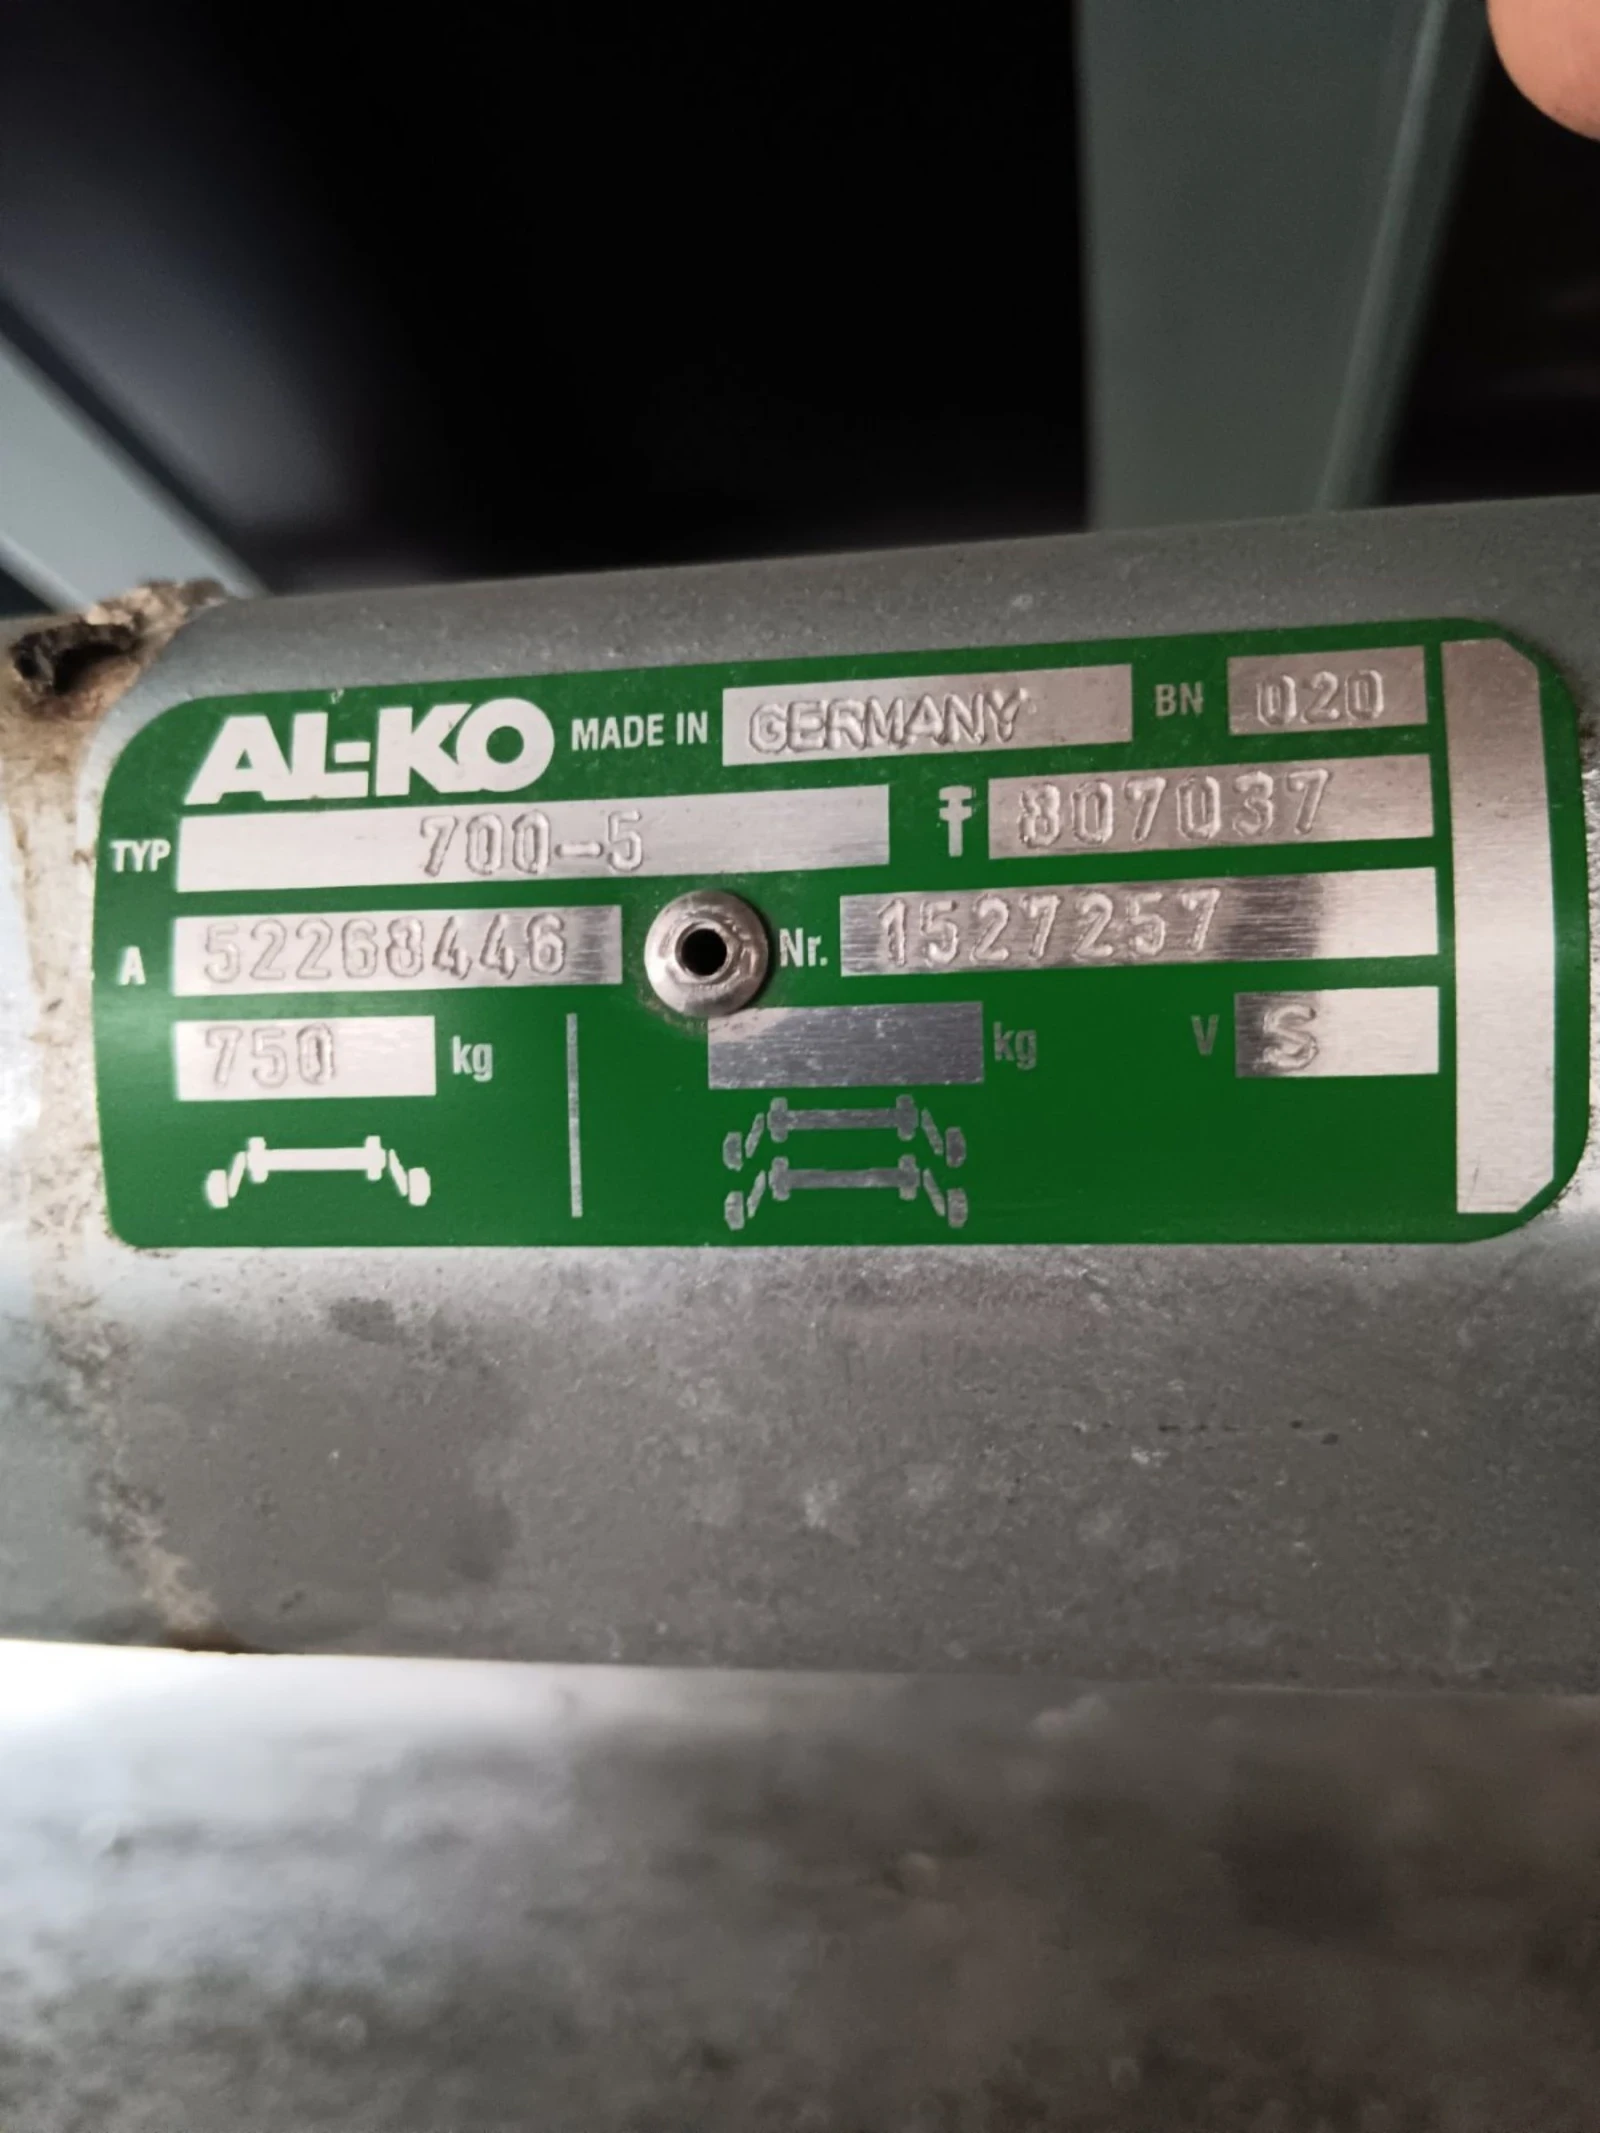 AL-KO MADE IN GERMANY BN 020
TYP 700-5 807037
A 52268446 Nr. 1527257
750 kg kg V S